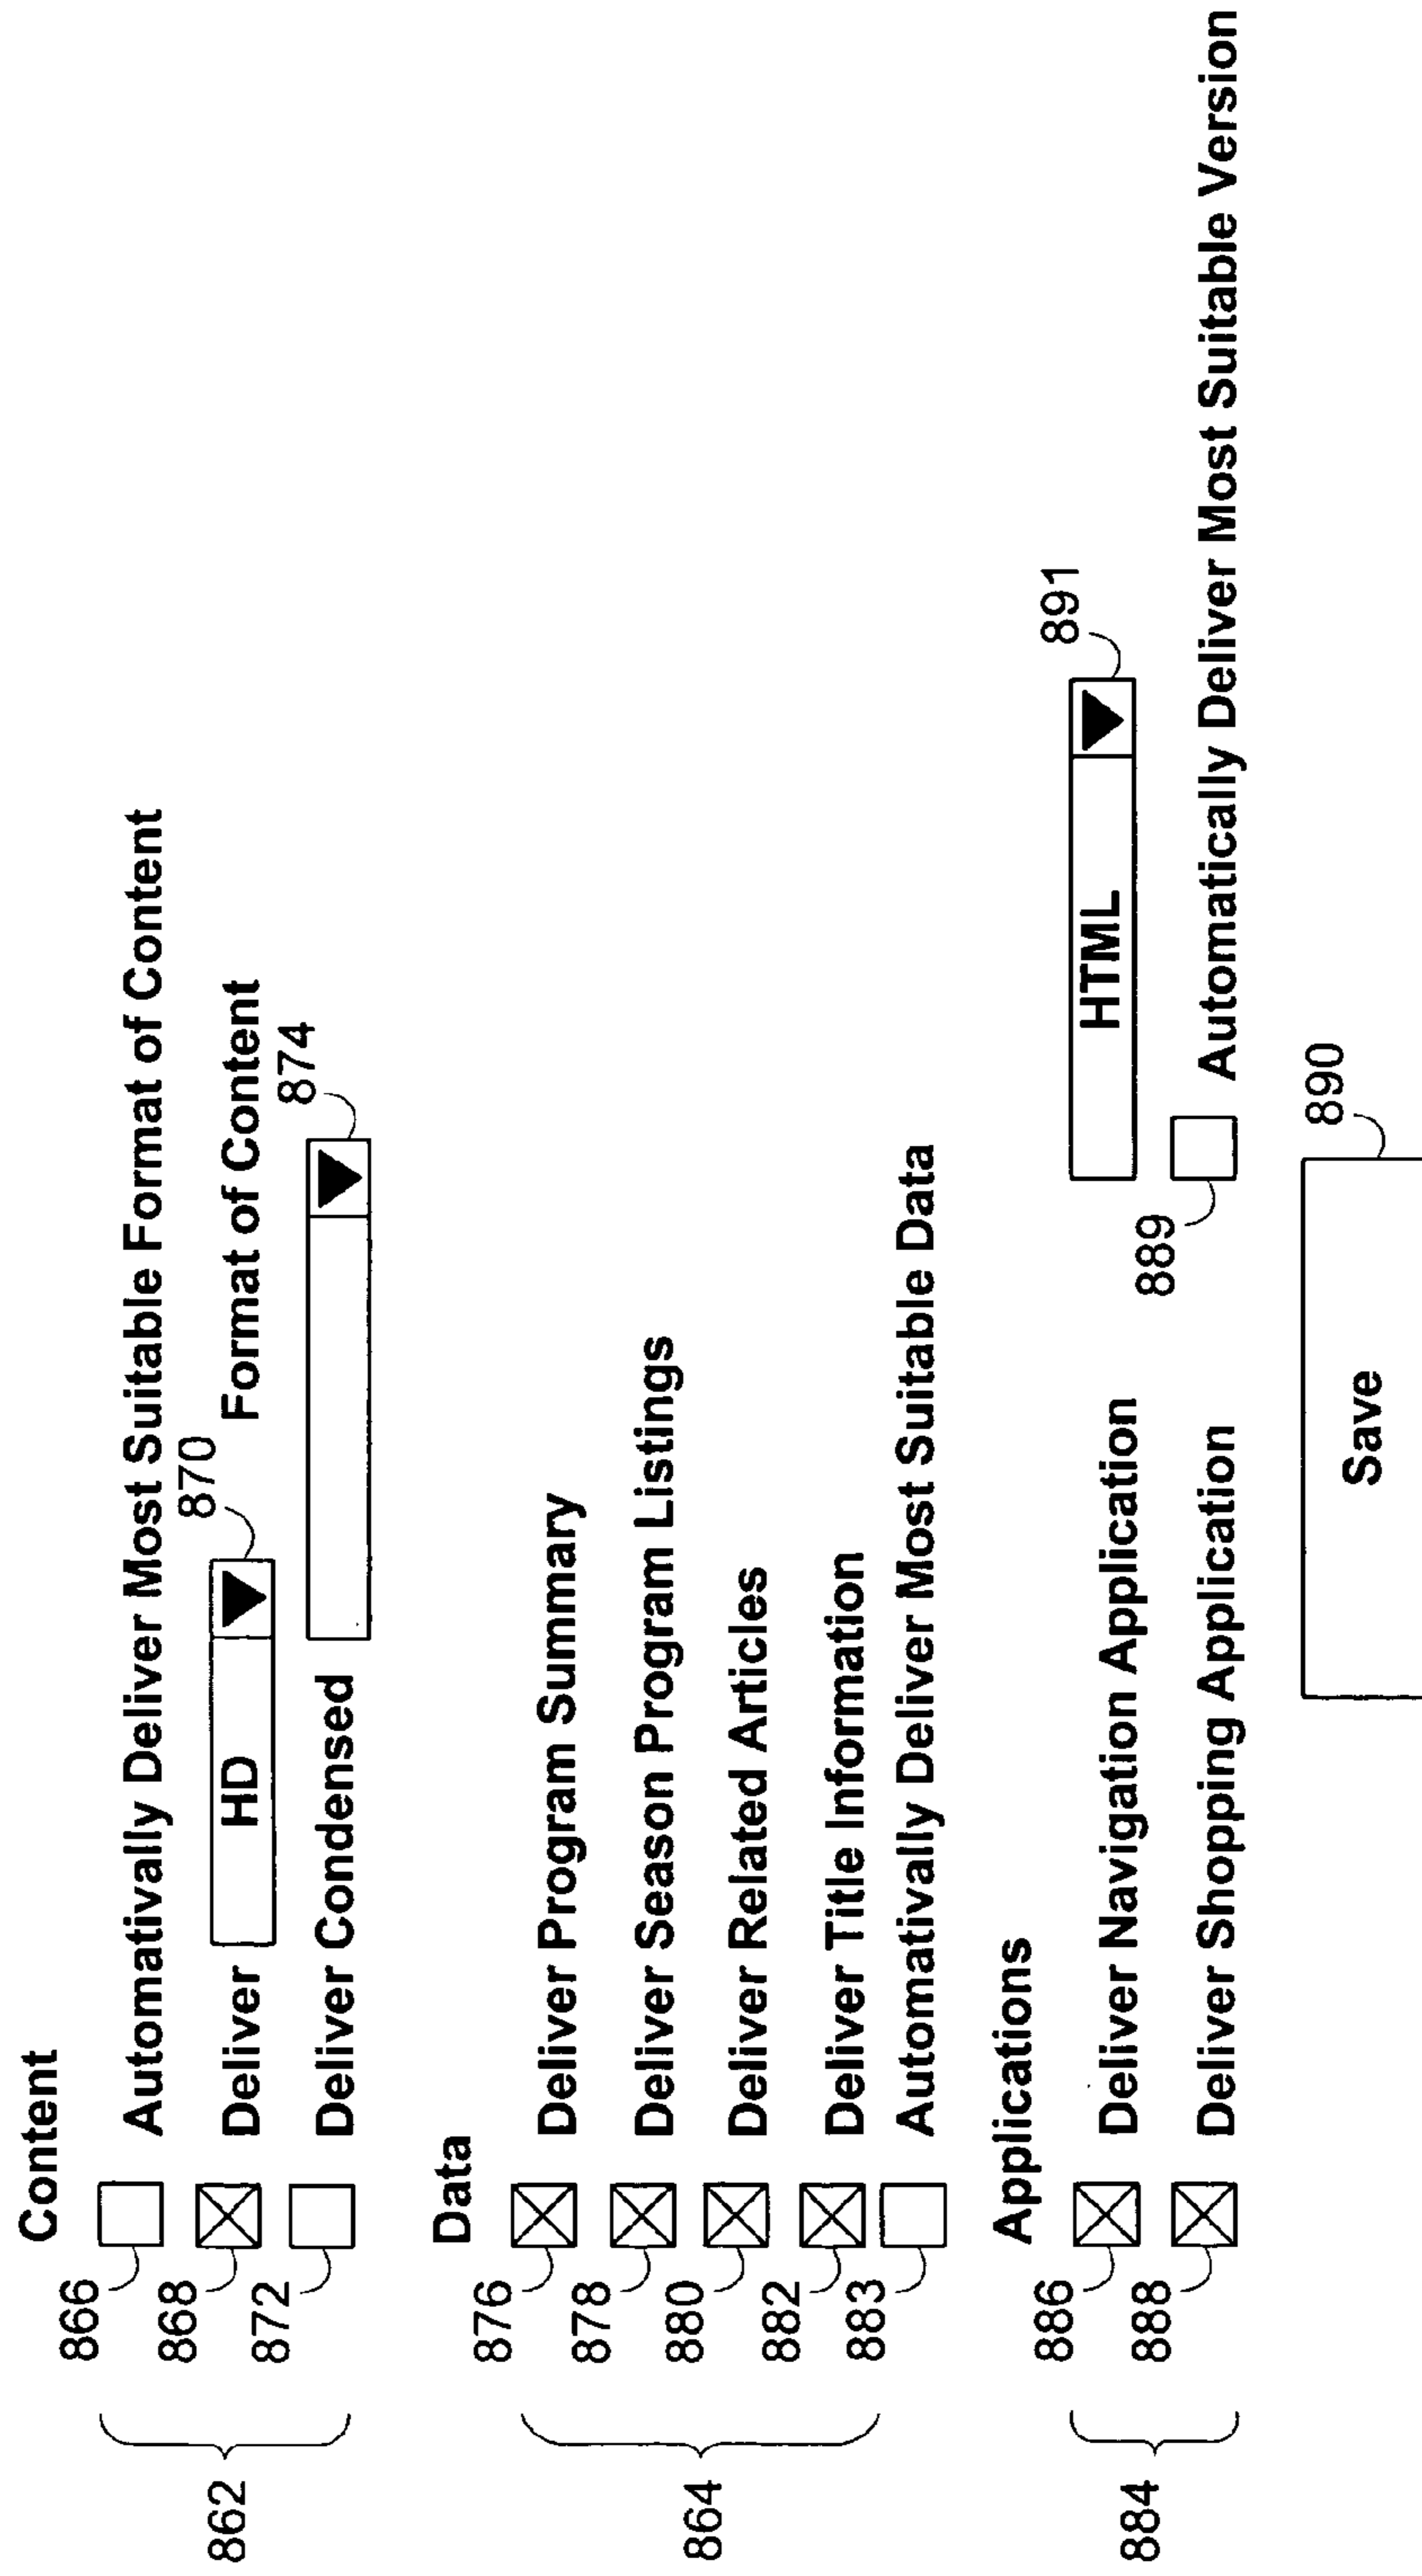 Content
866 Automativally Deliver Most Suitable Format of Content
870
868 Deliver HD Format of Content
874
872 Deliver Condensed
862
Data
876 Deliver Program Summary
878 Deliver Season Program Listings
880 Deliver Related Articles
882 Deliver Title Information
883 Automativally Deliver Most Suitable Data
864
Applications
891
886 Deliver Navigation Application HTML
889
888 Deliver Shopping Application Automatically Deliver Most Suitable Version
884
890
Save